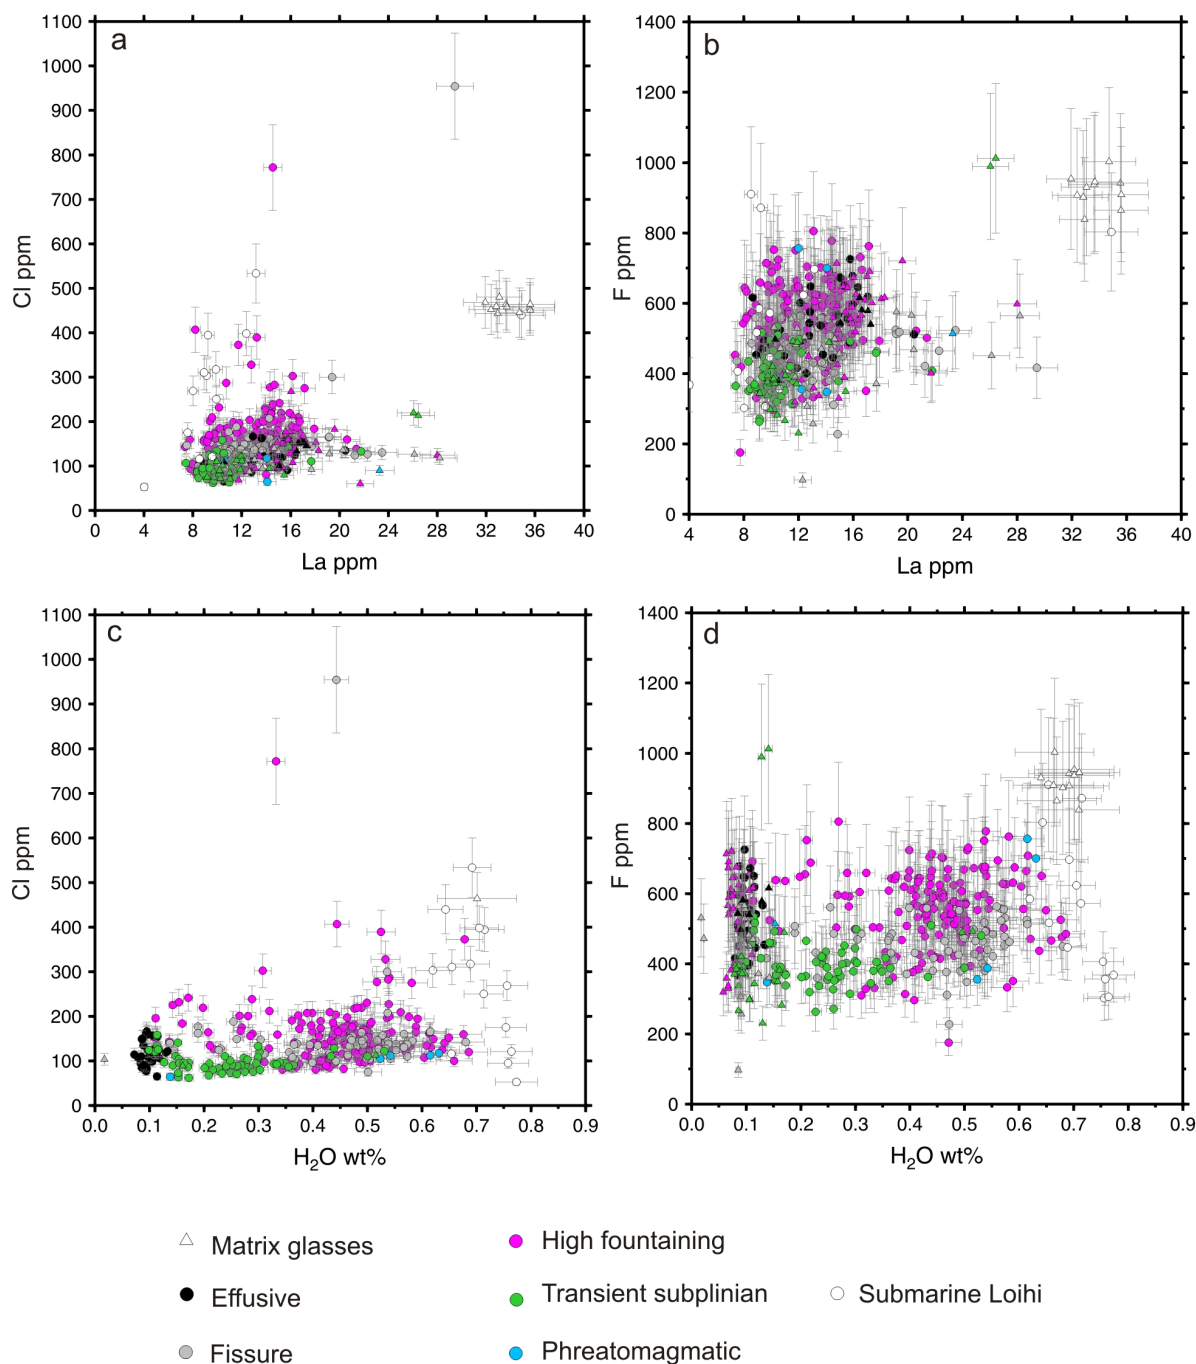 a
1100
1000
900
800
700
600
500
400
300
200
100
0
Cl ppm
0 4 8 12 16 20 24 28 32 36 40
La ppm
b
1400
1200
1000
800
600
400
200
0
F ppm
4 8 12 16 20 24 28 32 36 40
La ppm
c
1100
1000
900
800
700
600
500
400
300
200
100
0
Cl ppm
0.0 0.1 0.2 0.3 0.4 0.5 0.6 0.7 0.8 0.9
H₂O wt%
d
1400
1200
1000
800
600
400
200
0
F ppm
0.0 0.1 0.2 0.3 0.4 0.5 0.6 0.7 0.8 0.9
H₂O wt%
Matrix glasses
High fountaining
Effusive
Transient subplinian
Submarine Loihi
Fissure
Phreatomagmatic